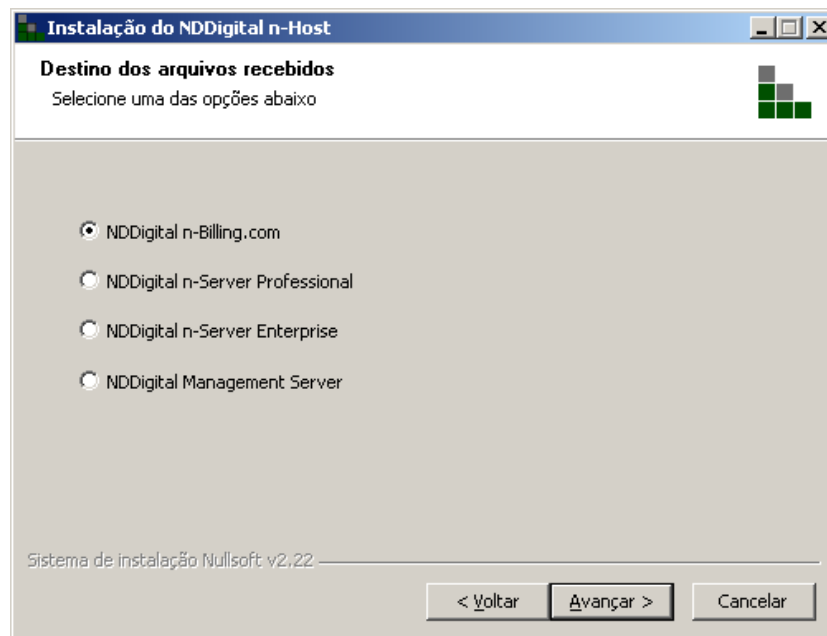 Instalação do NDDigital n-Host
Destino dos arquivos recebidos
Selecione uma das opções abaixo
NDDigital n-Billing.com
NDDigital n-Server Professional
NDDigital n-Server Enterprise
NDDigital Management Server
Sistema de instalação Nullsoft v2.22
< Voltar
Avançar >
Cancelar